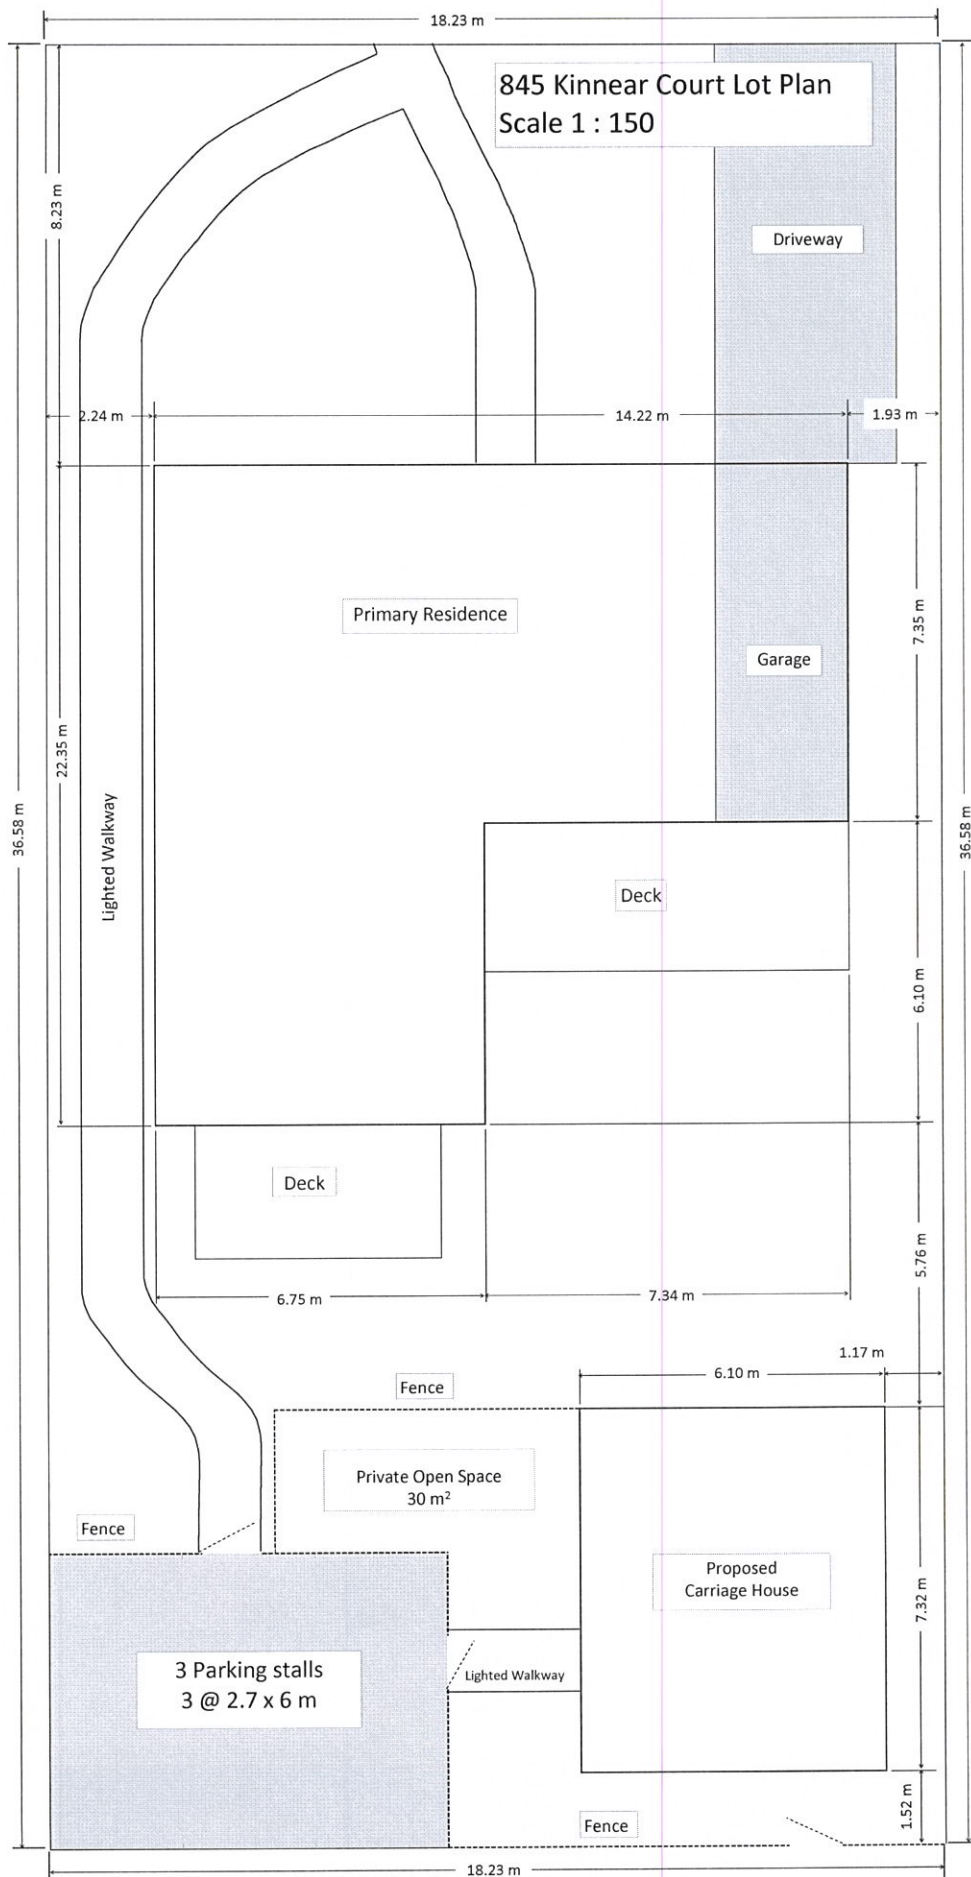 18.23 m
845 Kinnear Court Lot Plan
Scale 1 : 150
8.23 m
Driveway
2.24 m
14.22 m
1.93 m
Primary Residence
7.35 m
Garage
22.35 m
36.58 m
36.58 m
Lighted Walkway
Deck
6.10 m
Deck
5.76 m
6.75 m
7.34 m
1.17 m
6.10 m
Fence
Private Open Space
30 m²
Fence
Proposed
Carriage House
7.32 m
3 Parking stalls
3 @ 2.7 x 6 m
Lighted Walkway
1.52 m
Fence
18.23 m